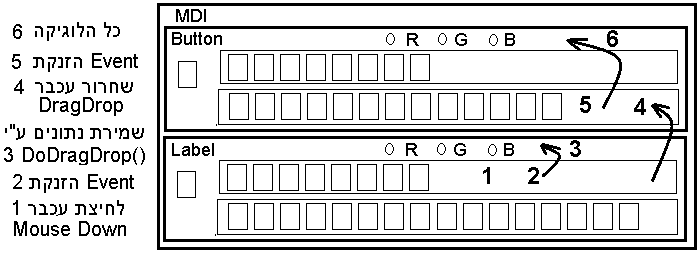 MDI
Button R G B 6
5 4
Label R G B 3
1 2
6 כל הלוגיקה
5 הזנקת Event
4 שחרור עכבר
DragDrop
שמירת נתונים ע"י
3 DoDragDrop()
2 הזנקת Event
1 לחיצת עכבר
Mouse Down